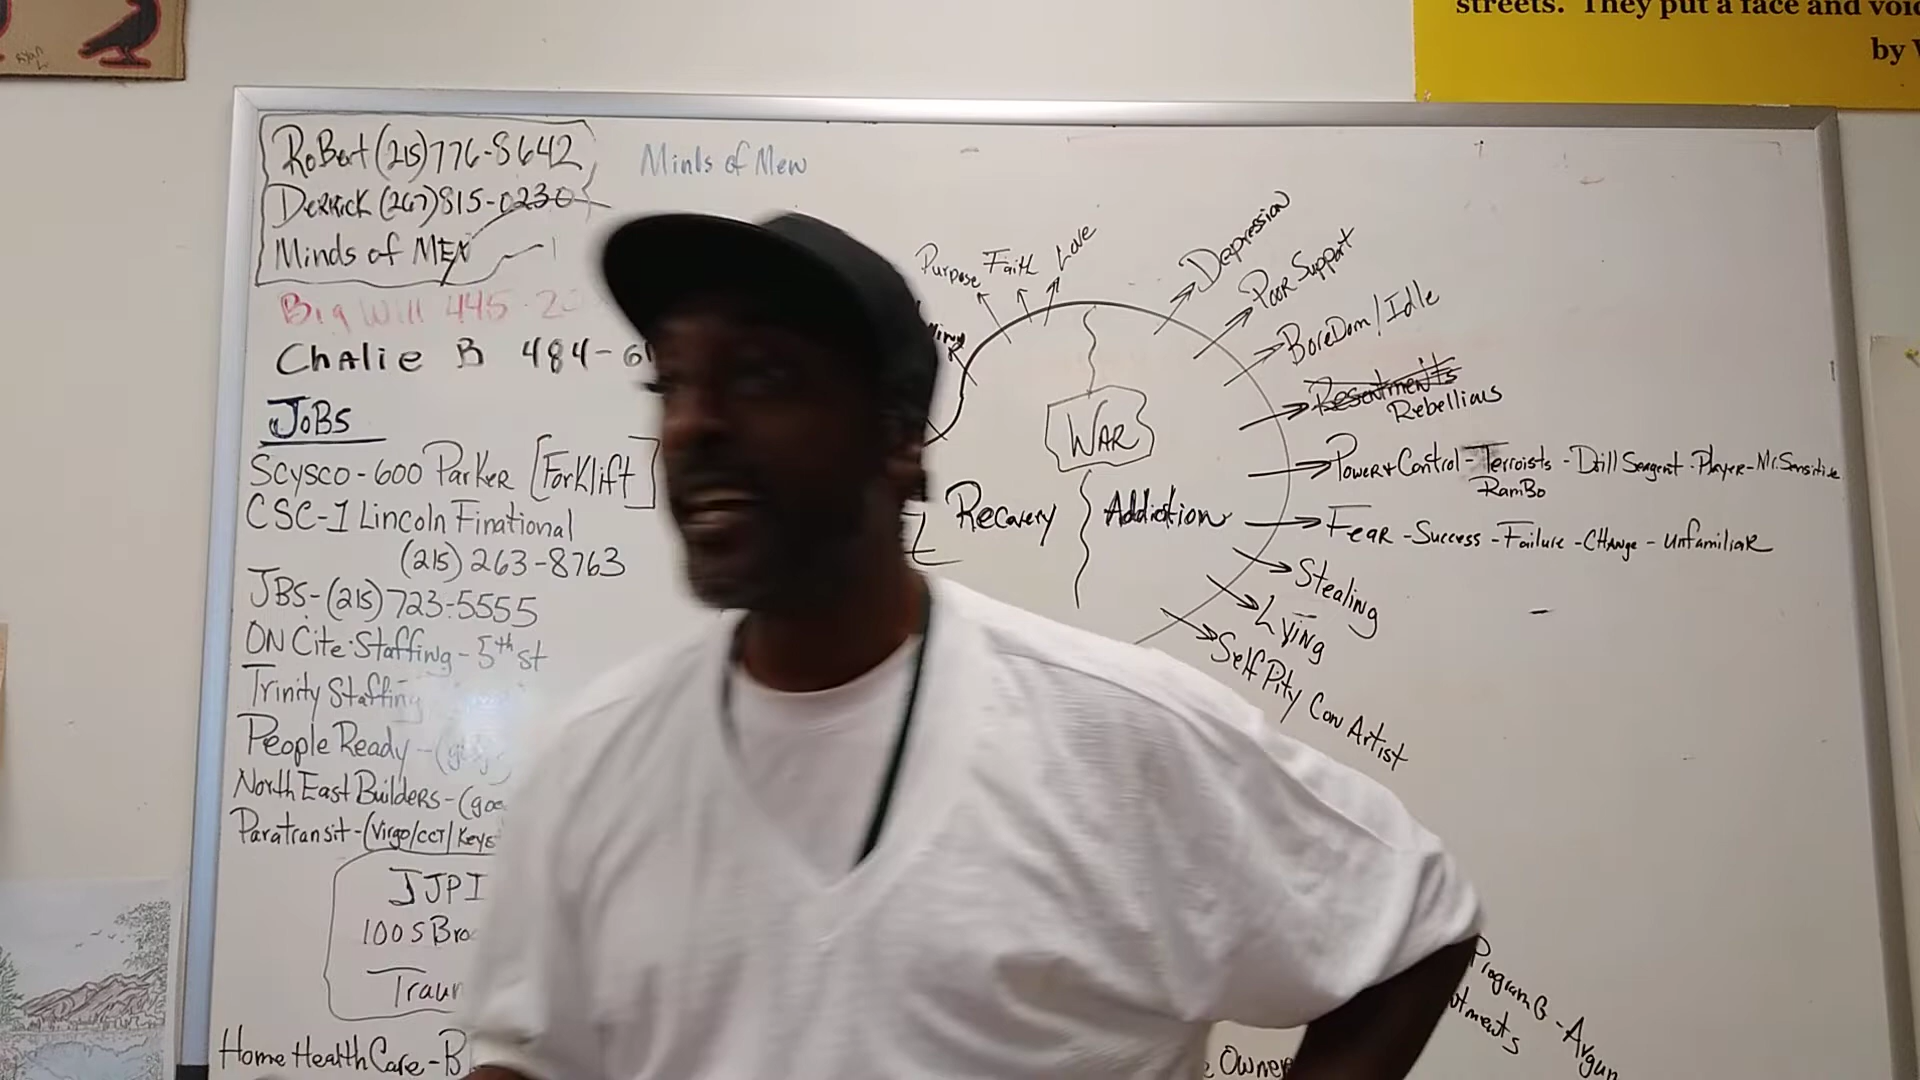 streets. They put a face and
by
RoBert (215) 776-8642
Derrick (267) 815-0230
Minds of MEN
Minds of Men
Big Will 445-2
Chalie B 484-6
JoBS
Scysco-600 Parker [Forklift]
CSC-1 Lincoln Finational
(215) 263-8763
JBS-(215) 723-5555
ON Cite Staffing - 5th st
Trinity Staffing
People Ready -
North East Builders-
Paratransit-(Virgo/CCT/Keys
JJPI
100 S Bro
Home Health Care - B
Purpose
Faith
Love
WAR
Recovery
Addiction
Depression
Poor Support
BoreDom/Idle
Resentments
Rebellious
Power+Control-Terroists-Drill Sergent-Player-Mr. Sensitive
RamBo
Fear-Success-Failure-CHange-unfamiliar
Stealing
Lying
Self Pity Con Artist
Program
Owner